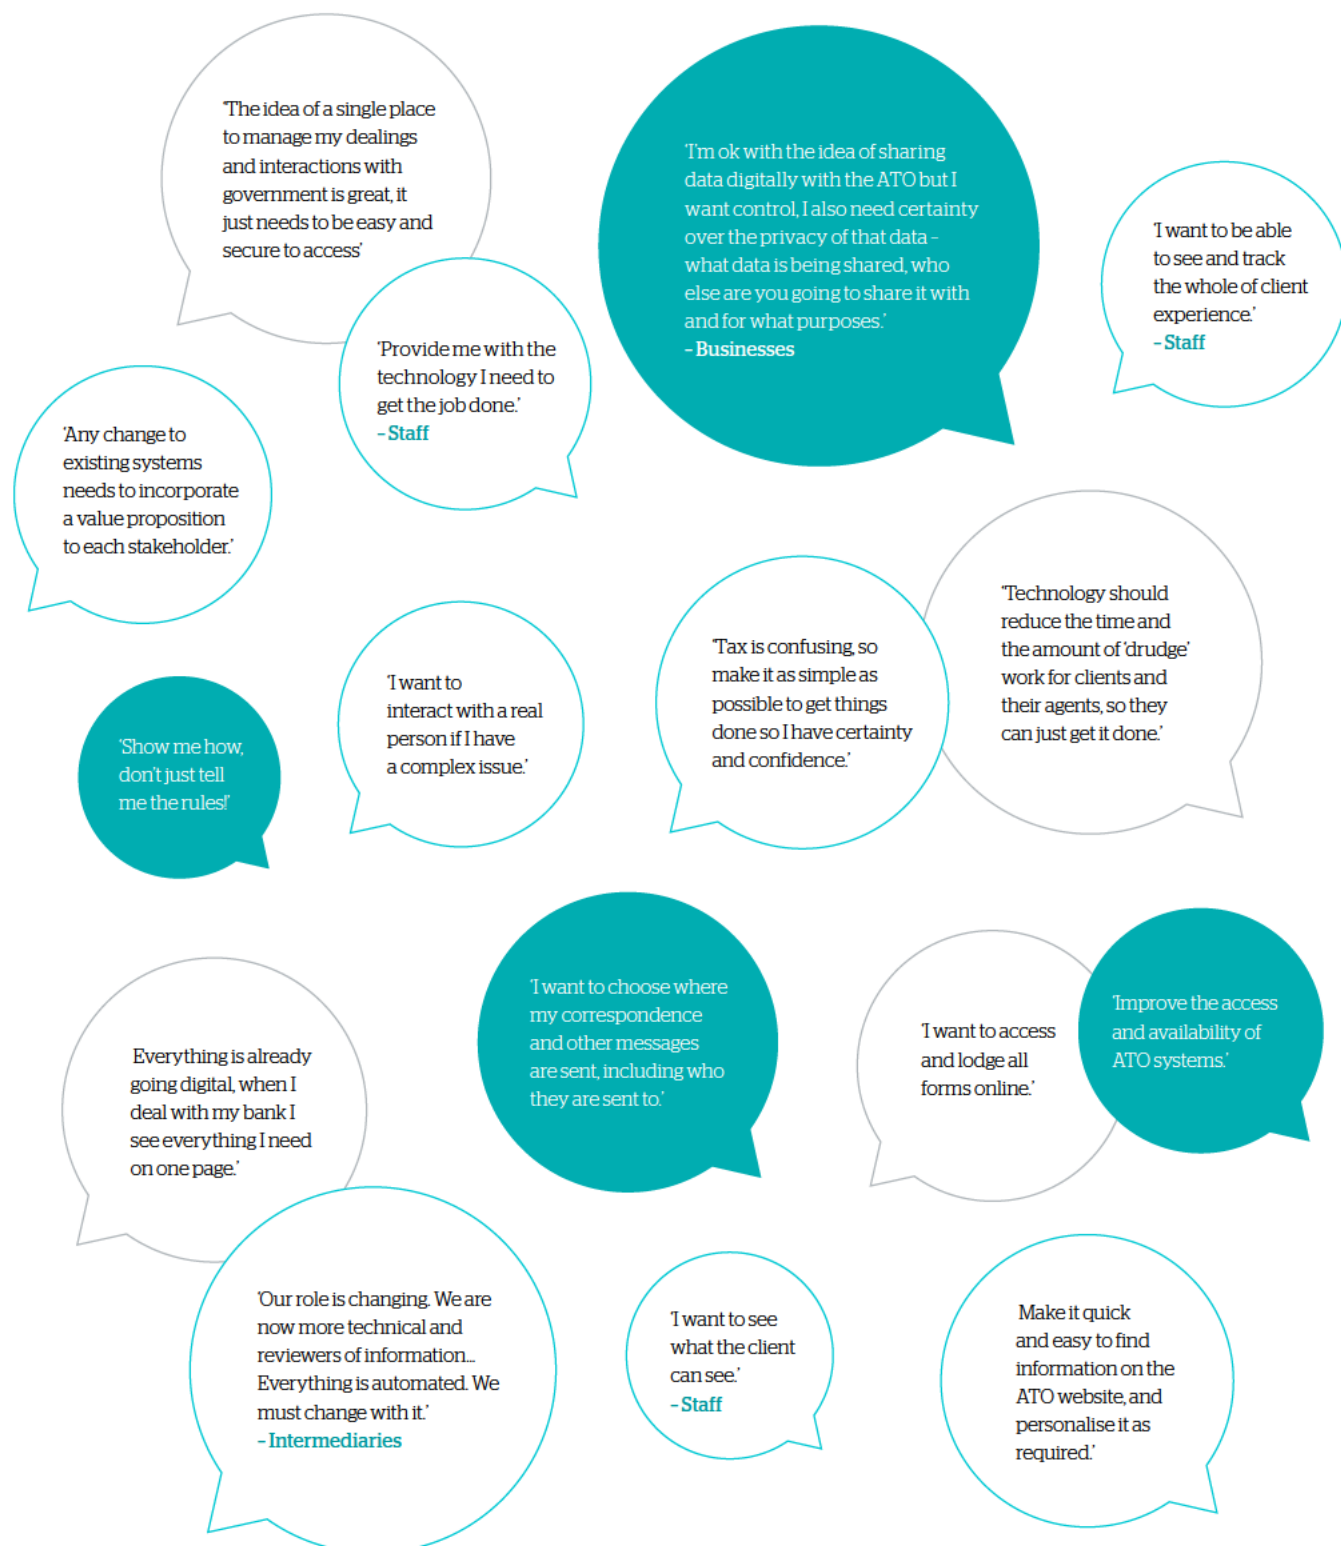 ‘The idea of a single place
to manage my dealings
and interactions with
government is great, it
just needs to be easy and
secure to access’
‘I’m ok with the idea of sharing
data digitally with the ATO but I
want control, I also need certainty
over the privacy of that data –
what data is being shared, who
else are you going to share it with
and for what purposes.’
– Businesses
‘I want to be able
to see and track
the whole of client
experience.’
– Staff
‘Provide me with the
technology I need to
get the job done.’
– Staff
‘Any change to
existing systems
needs to incorporate
a value proposition
to each stakeholder.’
‘Technology should
reduce the time and
the amount of ‘drudge’
work for clients and
their agents, so they
can just get it done.’
‘Tax is confusing, so
make it as simple as
possible to get things
done so I have certainty
and confidence.’
‘I want to
interact with a real
person if I have
a complex issue.’
‘Show me how,
don’t just tell
me the rules!’
‘I want to choose where
my correspondence
and other messages
are sent, including who
they are sent to.’
‘I want to access
and lodge all
forms online.’
‘Improve the access
and availability of
ATO systems.’
Everything is already
going digital, when I
deal with my bank I
see everything I need
on one page.’
‘Our role is changing. We are
now more technical and
reviewers of information...
Everything is automated. We
must change with it.’
– Intermediaries
‘I want to see
what the client
can see.’
– Staff
Make it quick
and easy to find
information on the
ATO website, and
personalise it as
required.’